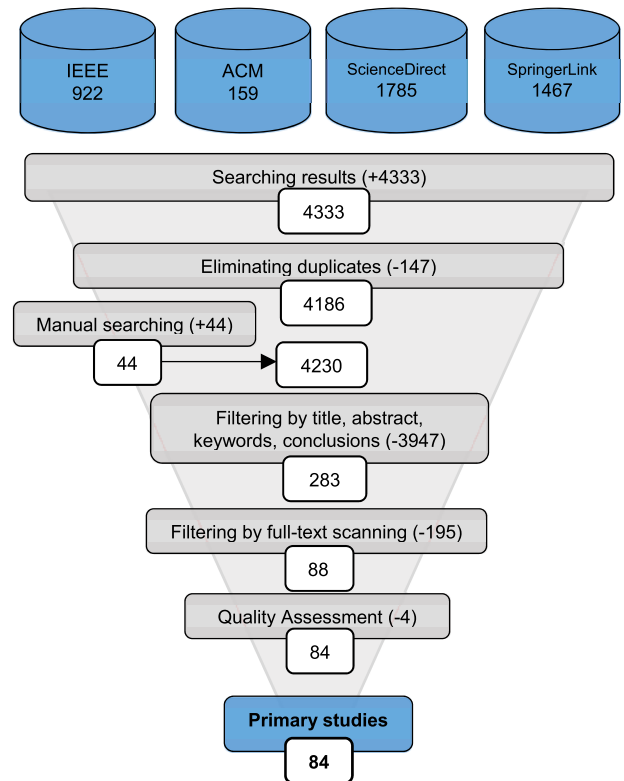 IEEE
922
ACM
159
ScienceDirect
1785
SpringerLink
1467
Searching results (+4333)
4333
Eliminating duplicates (-147)
4186
Manual searching (+44)
44
4230
Filtering by title, abstract,
keywords, conclusions (-3947)
283
Filtering by full-text scanning (-195)
88
Quality Assessment (-4)
84
Primary studies
84